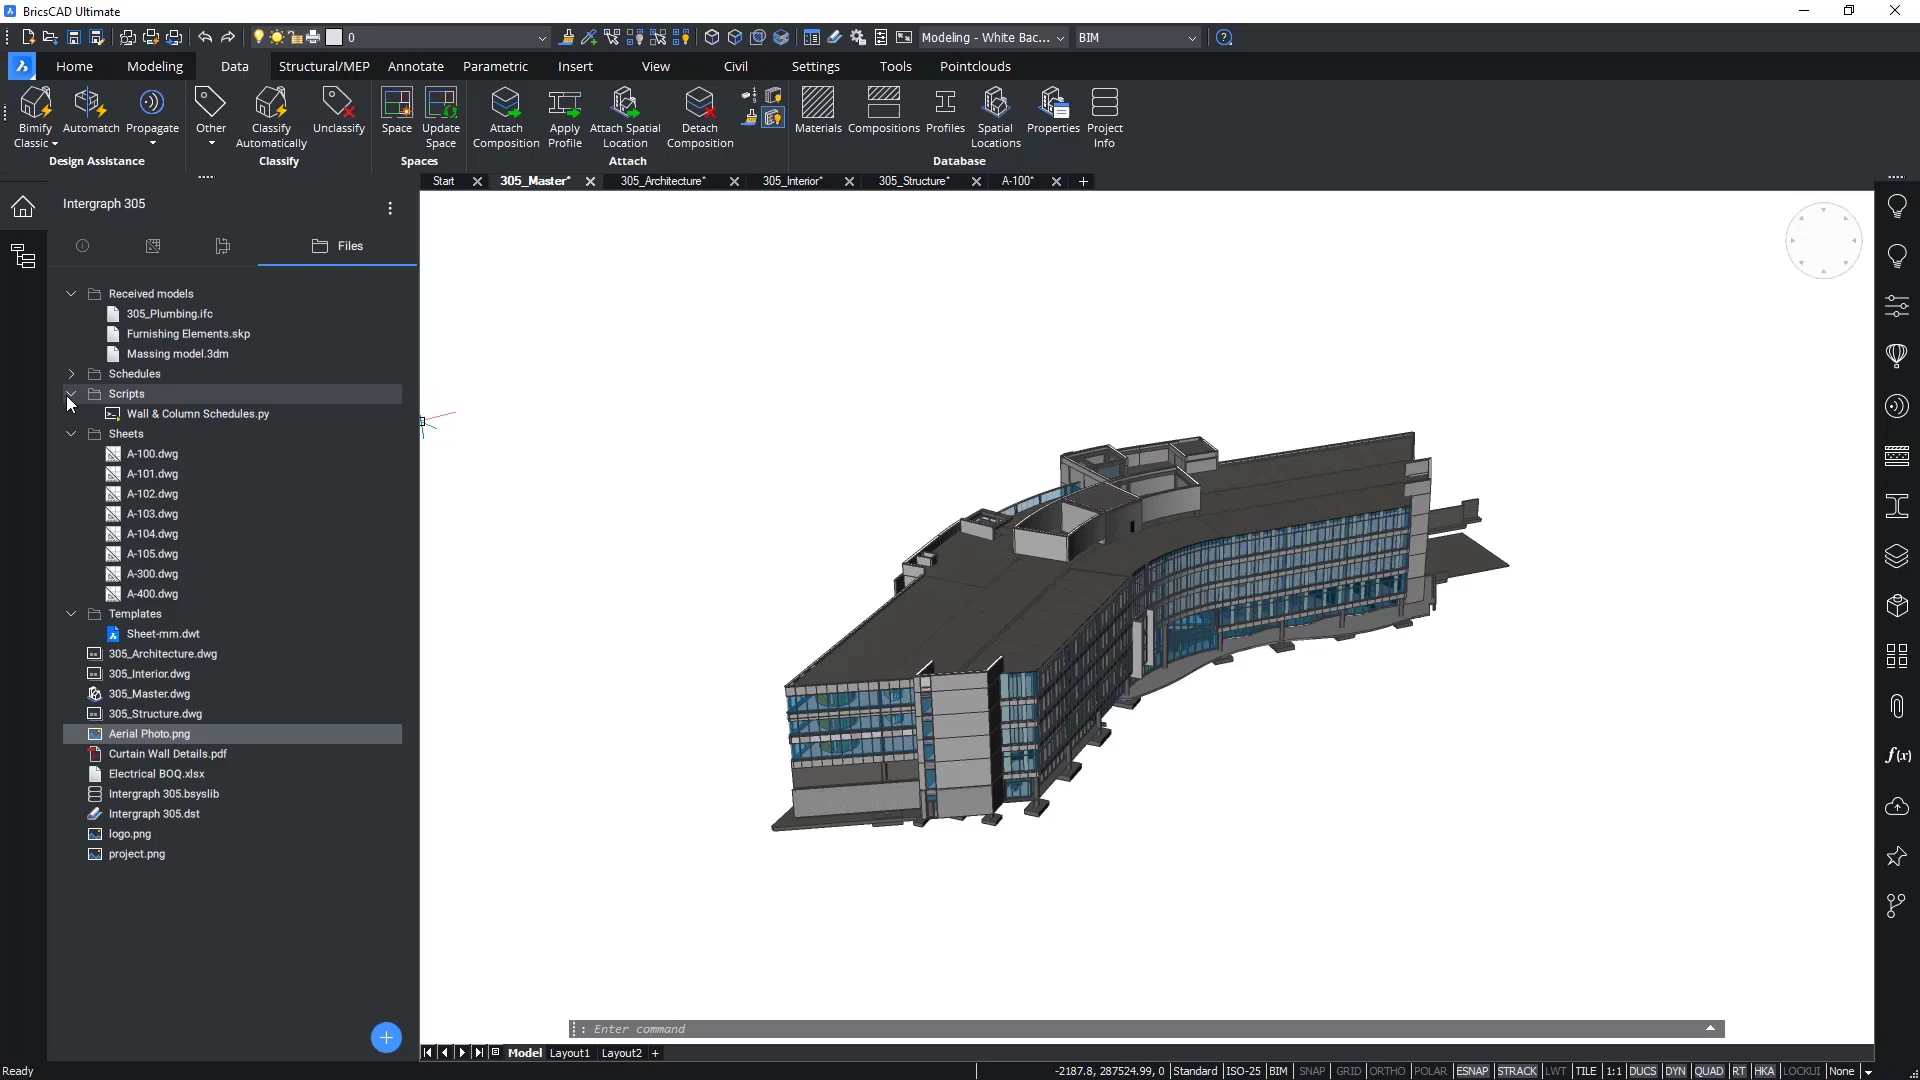 BricsCAD Ultimate
0
Modeling - White Bac...
BIM
Home Modeling Data Structural/MEP Annotate Parametric Insert View Civil Settings Tools Pointclouds
Bimify Classic
Automatch
Propagate
Design Assistance
Other
Classify Automatically
Unclassify
Classify
Space
Update Space
Spaces
Attach Composition
Apply Profile
Attach Spatial Location
Detach Composition
Attach
Materials
Compositions
Profiles
Spatial Locations
Properties
Project Info
Database
Start 305_Master* 305_Architecture* 305_Interior* 305_Structure* A-100*
Intergraph 305
Files
Received models
305_Plumbing.ifc
Furnishing Elements.skp
Massing model.3dm
Schedules
Scripts
Wall & Column Schedules.py
Sheets
A-100.dwg
A-101.dwg
A-102.dwg
A-103.dwg
A-104.dwg
A-105.dwg
A-300.dwg
A-400.dwg
Templates
Sheet-mm.dwt
305_Architecture.dwg
305_Interior.dwg
305_Master.dwg
305_Structure.dwg
Aerial Photo.png
Curtain Wall Details.pdf
Electrical BOQ.xlsx
Intergraph 305.bsyslib
Intergraph 305.dst
logo.png
project.png
f(x)
: Enter command
Model Layout1 Layout2 +
Ready
-2187.8, 287524.99, 0 Standard ISO-25 BIM SNAP GRID ORTHO POLAR ESNAP STRACK LWT TILE 1:1 DUCS DYN QUAD RT HKA LOCKUI None